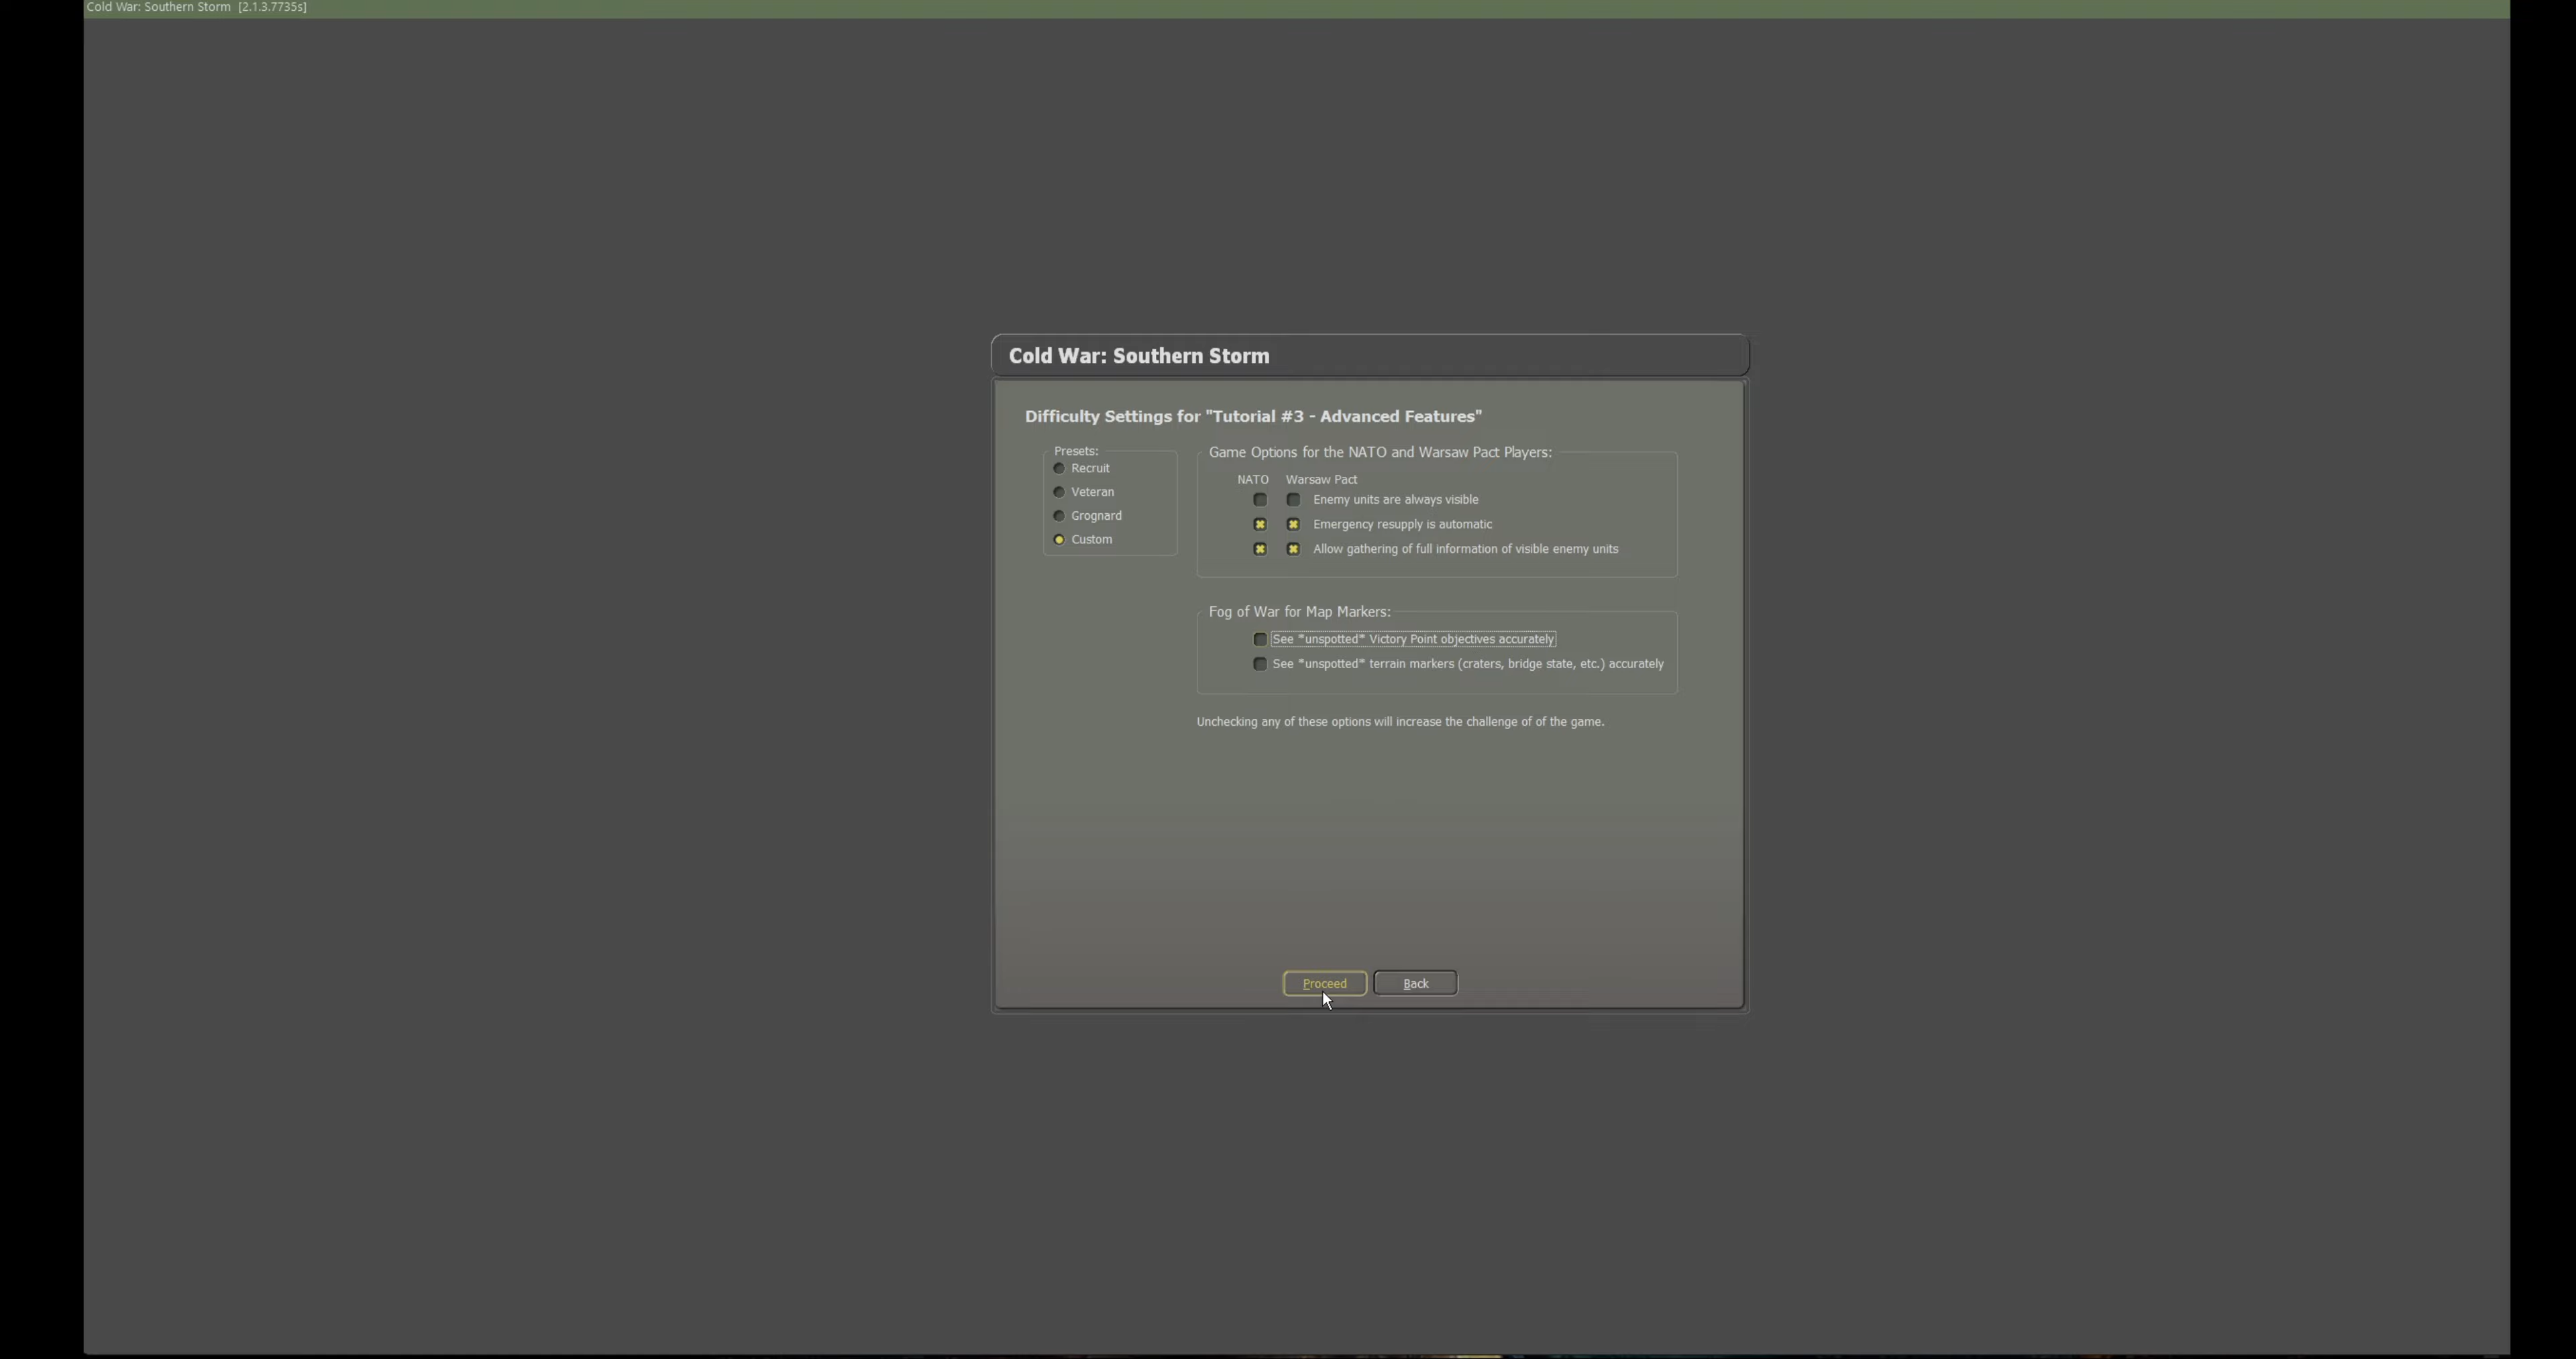 Cold War: Southern Storm [2.1.3.7735s]
Cold War: Southern Storm
Difficulty Settings for "Tutorial #3 - Advanced Features"
Presets:
Recruit
Veteran
Grognard
Custom
Game Options for the NATO and Warsaw Pact Players:
NATO Warsaw Pact
Enemy units are always visible
Emergency resupply is automatic
Allow gathering of full information of visible enemy units
Fog of War for Map Markers:
See *unspotted* Victory Point objectives accurately
See *unspotted* terrain markers (craters, bridge state, etc.) accurately
Unchecking any of these options will increase the challenge of of the game.
Proceed Back